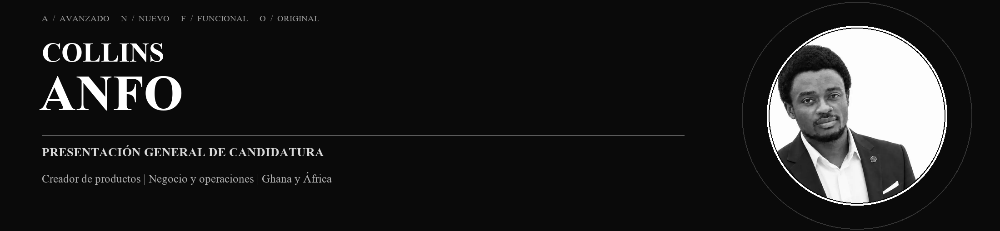 A / AVANZADO N / NUEVO F / FUNCIONAL O / ORIGINAL
COLLINS
ANFO
PRESENTACIÓN GENERAL DE CANDIDATURA
Creador de productos | Negocio y operaciones | Ghana y África